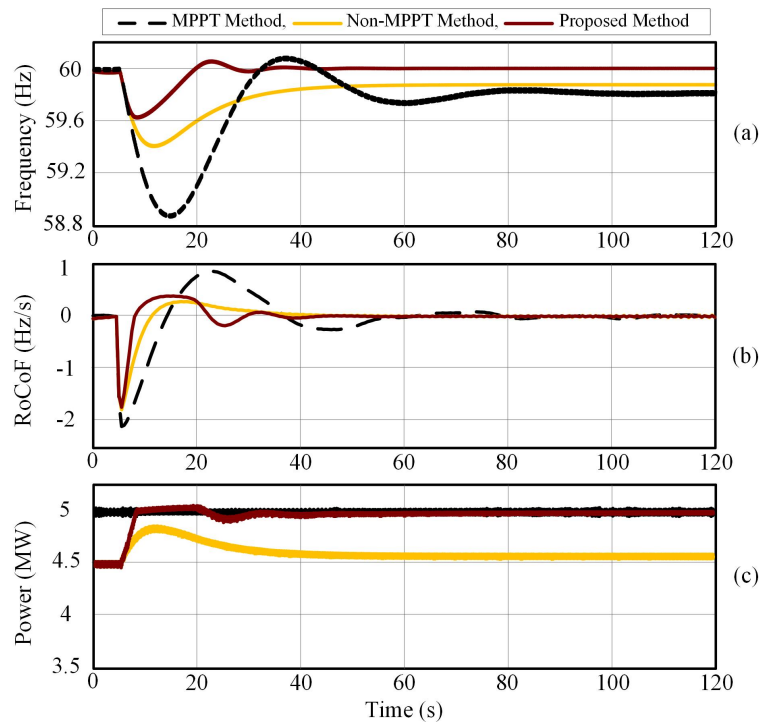 MPPT Method, Non-MPPT Method, Proposed Method
Frequency (Hz)
60
59.6
59.2
58.8
0 20 40 60 80 100 120
(a)
RoCoF (Hz/s)
1
0
-1
-2
0 20 40 60 80 100 120
(b)
Power (MW)
5
4.5
4
3.5
0 20 40 60 80 100 120
(c)
Time (s)